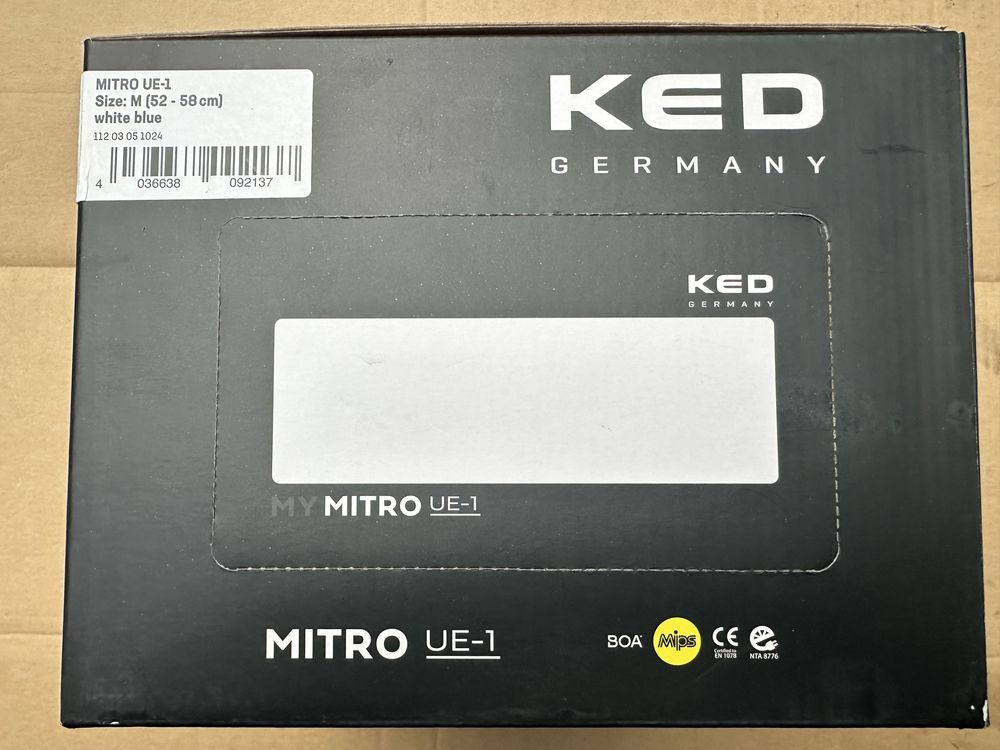 MITRO UE-1
Size: M (52 - 58 cm)
white blue
112 03 05 1024
4 036638 092137
KED
GERMANY
KED
GERMANY
MY MITRO UE-1
MITRO UE-1
BOA
Mips
CE
Certified to
EN 1078
NTA 8776